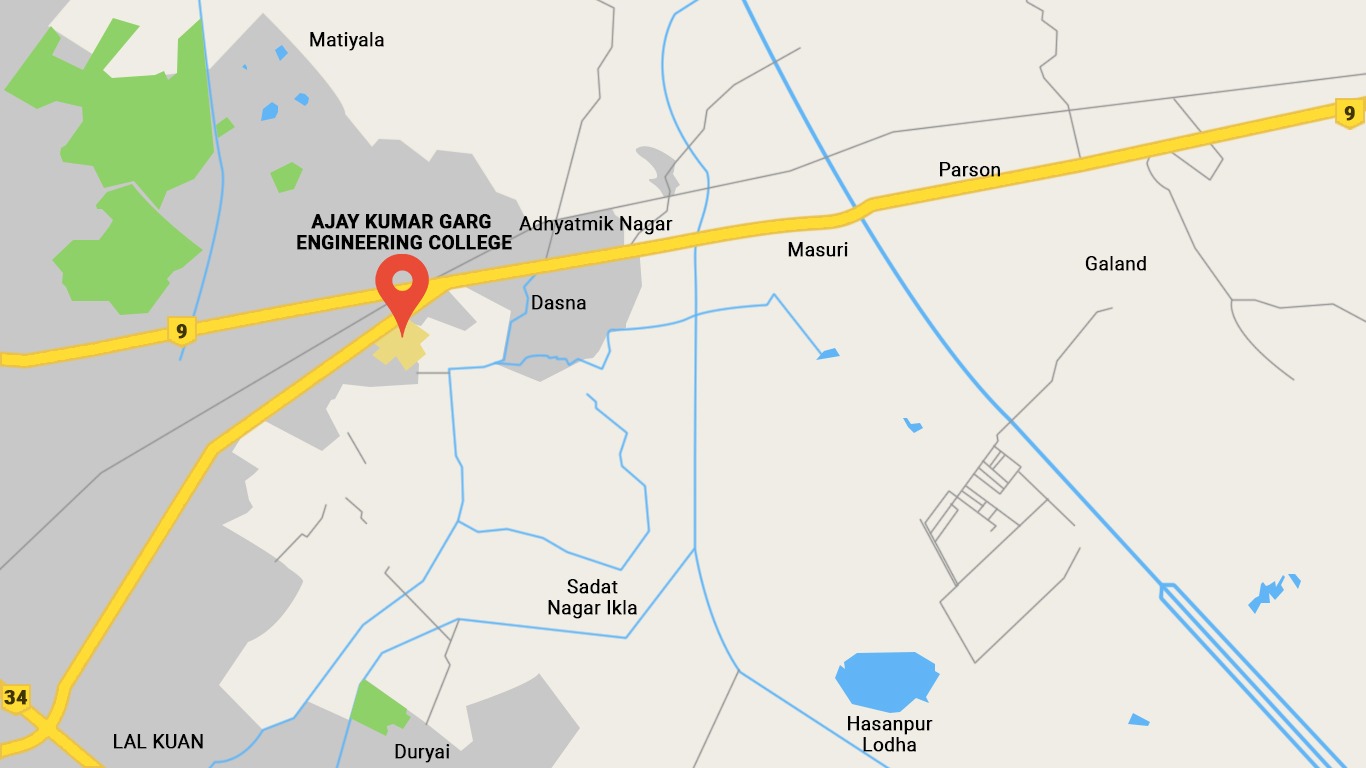 Matiyala
9
Parson
AJAY KUMAR GARG
ENGINEERING COLLEGE
Adhyatmik Nagar
Masuri
Galand
Dasna
9
Sadat
Nagar Ikla
34
Hasanpur
Lodha
LAL KUAN
Duryai